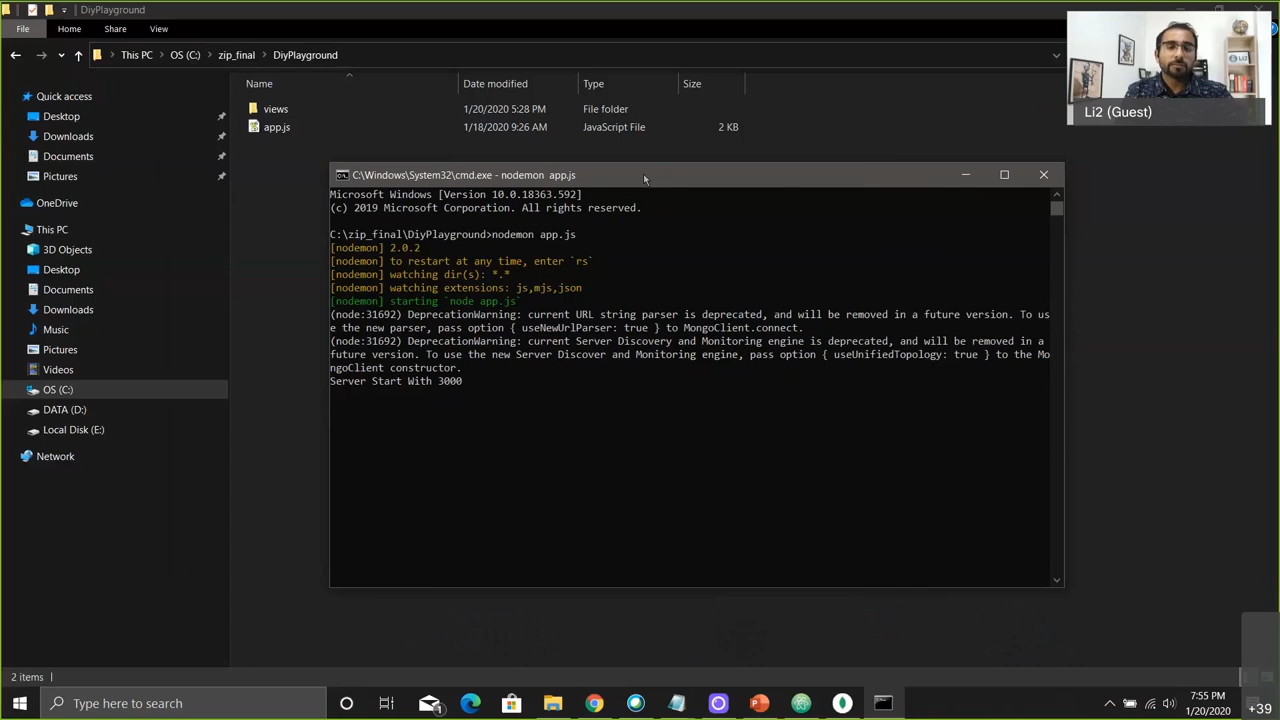 DiyPlayground
File Home Share View
This PC OS (C:) zip_final DiyPlayground
Name Date modified Type Size
Quick access
Desktop
Downloads
Documents
Pictures
OneDrive
This PC
3D Objects
Desktop
Documents
Downloads
Music
Pictures
Videos
OS (C:)
DATA (D:)
Local Disk (E:)
Network
views 1/20/2020 5:28 PM File folder
app.js 1/18/2020 9:26 AM JavaScript File 2 KB
Li2
Li2 (Guest)
C:\Windows\System32\cmd.exe - nodemon app.js
Microsoft Windows [Version 10.0.18363.592]
(c) 2019 Microsoft Corporation. All rights reserved.
C:\zip_final\DiyPlayground>nodemon app.js
[nodemon] 2.0.2
[nodemon] to restart at any time, enter `rs`
[nodemon] watching dir(s): *.*
[nodemon] watching extensions: js,mjs,json
[nodemon] starting `node app.js`
(node:31692) DeprecationWarning: current URL string parser is deprecated, and will be removed in a future version. To us
e the new parser, pass option { useNewUrlParser: true } to MongoClient.connect.
(node:31692) DeprecationWarning: current Server Discovery and Monitoring engine is deprecated, and will be removed in a
future version. To use the new Server Discover and Monitoring engine, pass option { useUnifiedTopology: true } to the Mo
ngoClient constructor.
Server Start With 3000
2 items
Type here to search
7:55 PM
1/20/2020
+39